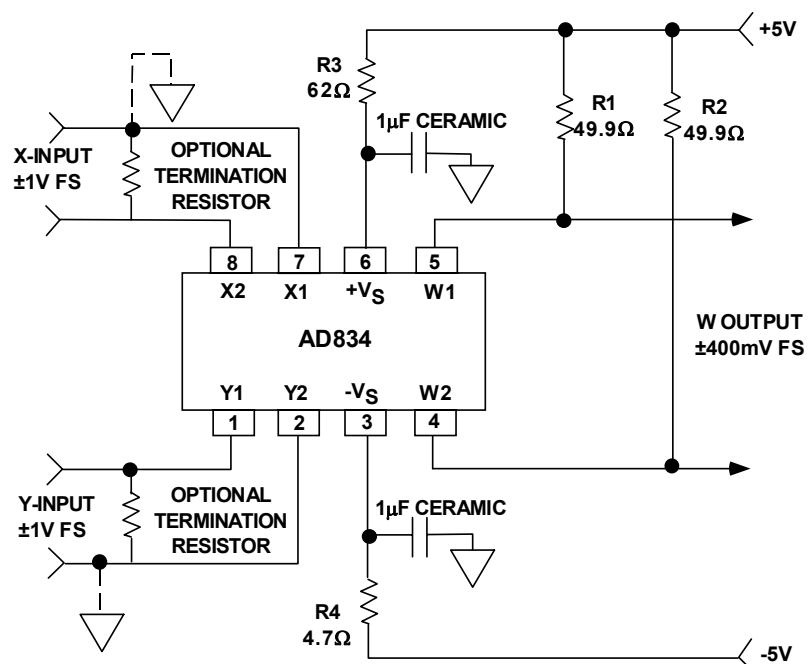 +5V
R3
62Ω
1µF CERAMIC
R1
49.9Ω
R2
49.9Ω
X-INPUT
±1V FS
OPTIONAL
TERMINATION
RESISTOR
8
7
6
5
X2
X1
+VS
W1
AD834
W OUTPUT
±400mV FS
Y1
Y2
-VS
W2
1
2
3
4
Y-INPUT
±1V FS
OPTIONAL
TERMINATION
RESISTOR
1µF CERAMIC
R4
4.7Ω
-5V